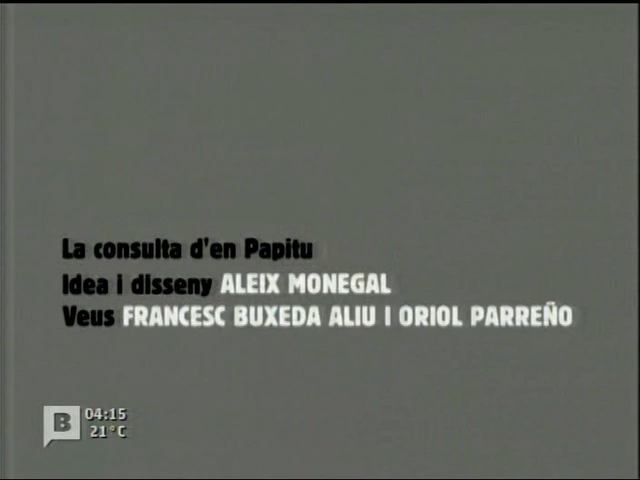 La consulta d'en Papitu
Idea i disseny ALEIX MONEGAL
Veus FRANCESC BUXEDA ALIU I ORIOL PARREÑO
B 04:15
21°C